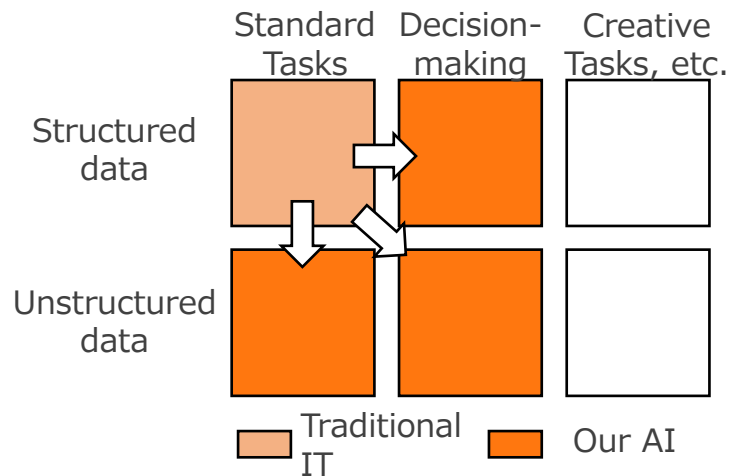 Standard
Tasks
Decision-
making
Creative
Tasks, etc.
Structured
data
Unstructured
data
Traditional
IT
Our AI